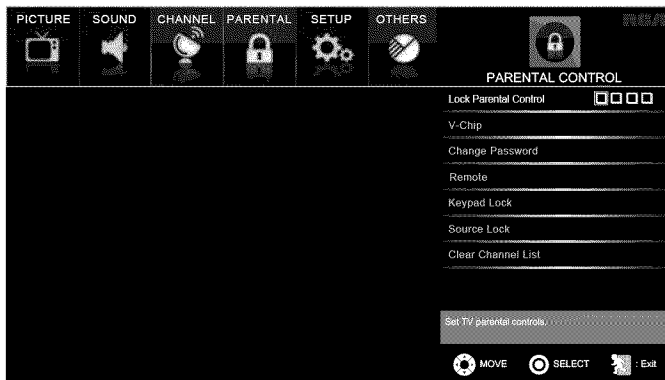 PICTURE SOUND CHANNEL PARENTAL SETUP OTHERS
RCA
PARENTAL CONTROL
Lock Parental Control
V-Chip
Change Password
Remote
Keypad Lock
Source Lock
Clear Channel List
Set TV parental controls.
MOVE SELECT : Exit